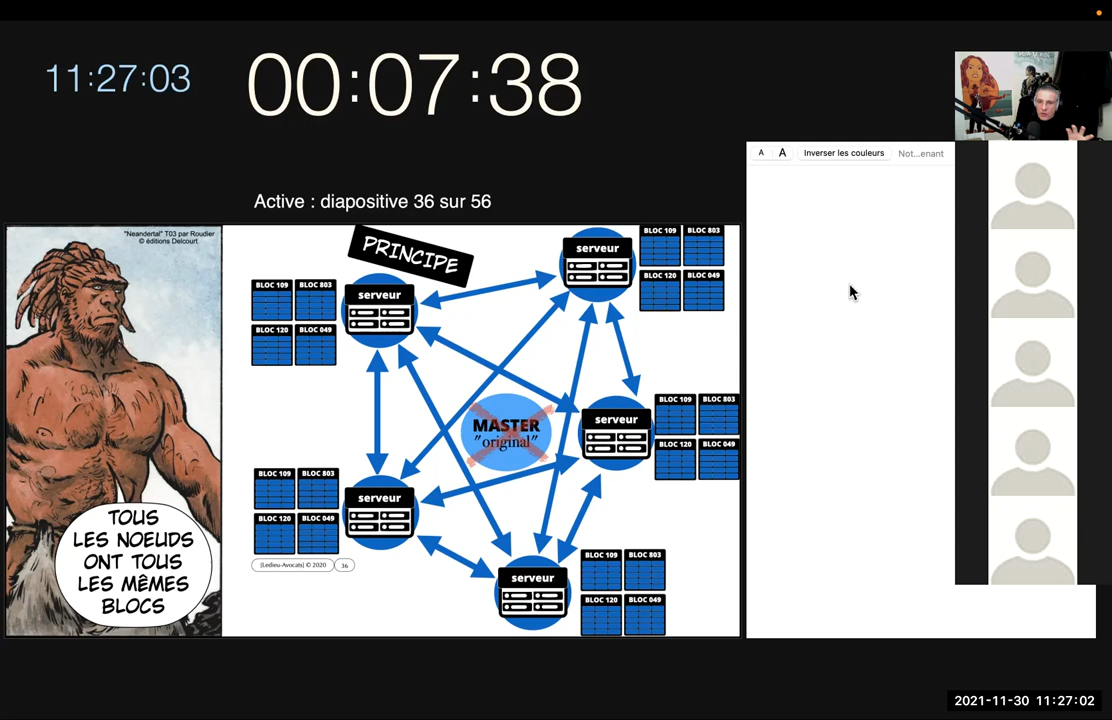 11:27:03
00:07:38
Active : diapositive 36 sur 56
A A Inverser les couleurs Not...enant
"Neandertal" T03 par Roudier
© éditions Delcourt
PRINCIPE
serveur
BLOC 109 BLOC 803
BLOC 120 BLOC 049
serveur
BLOC 109 BLOC 803
BLOC 120 BLOC 049
MASTER
"original"
serveur
BLOC 109 BLOC 803
BLOC 120 BLOC 049
BLOC 109 BLOC 803
BLOC 120 BLOC 049
serveur
TOUS
LES NOEUDS
ONT TOUS
LES MÊMES
BLOCS
serveur
BLOC 109 BLOC 803
BLOC 120 BLOC 049
[Ledieu-Avocats] © 2020 36
2021-11-30 11:27:02